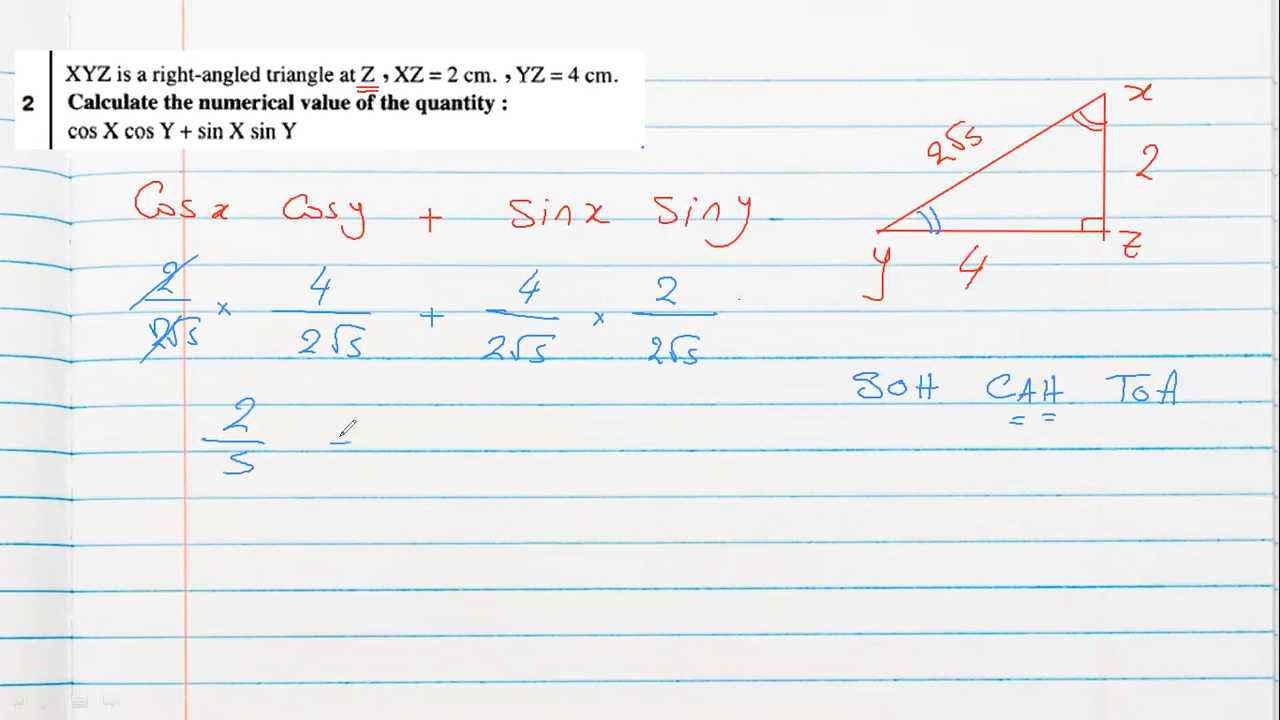 XYZ is a right-angled triangle at Z , XZ = 2 cm. , YZ = 4 cm.
2 Calculate the numerical value of the quantity :
cos X cos Y + sin X sin Y
x
2√5
2
y
4
z
Cos x Cos y + Sin x Sin y
2/2√5 × 4/2√5 + 4/2√5 × 2/2√5
SOH CAH TOA
2/5